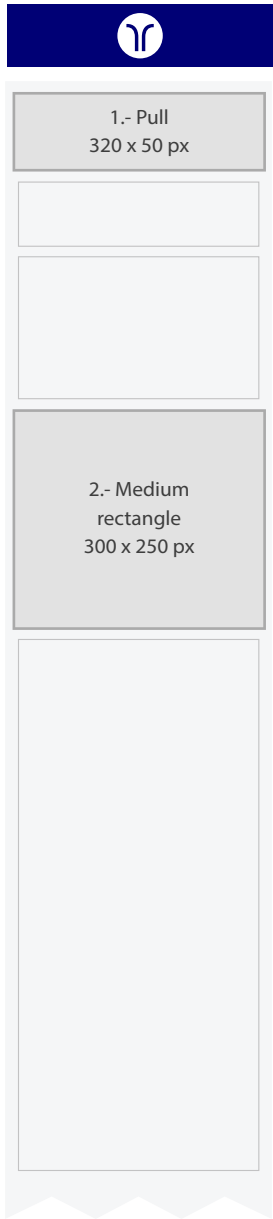 1.- Pull
320 x 50 px
2.- Medium
rectangle
300 x 250 px